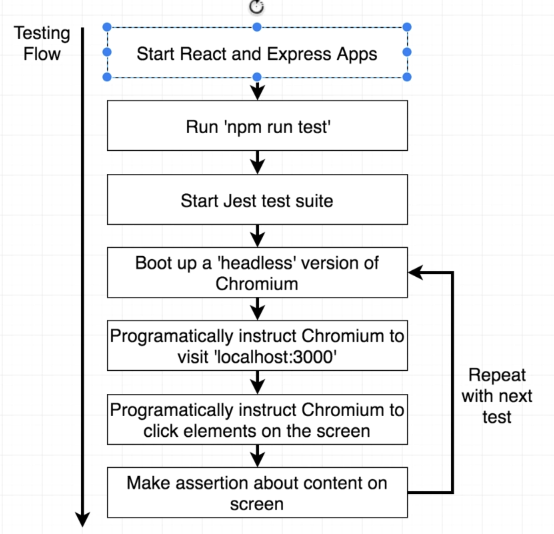 Testing
Flow
Start React and Express Apps
Run 'npm run test'
Start Jest test suite
Boot up a 'headless' version of
Chromium
Programatically instruct Chromium to
visit 'localhost:3000'
Programatically instruct Chromium to
click elements on the screen
Make assertion about content on
screen
Repeat
with next
test